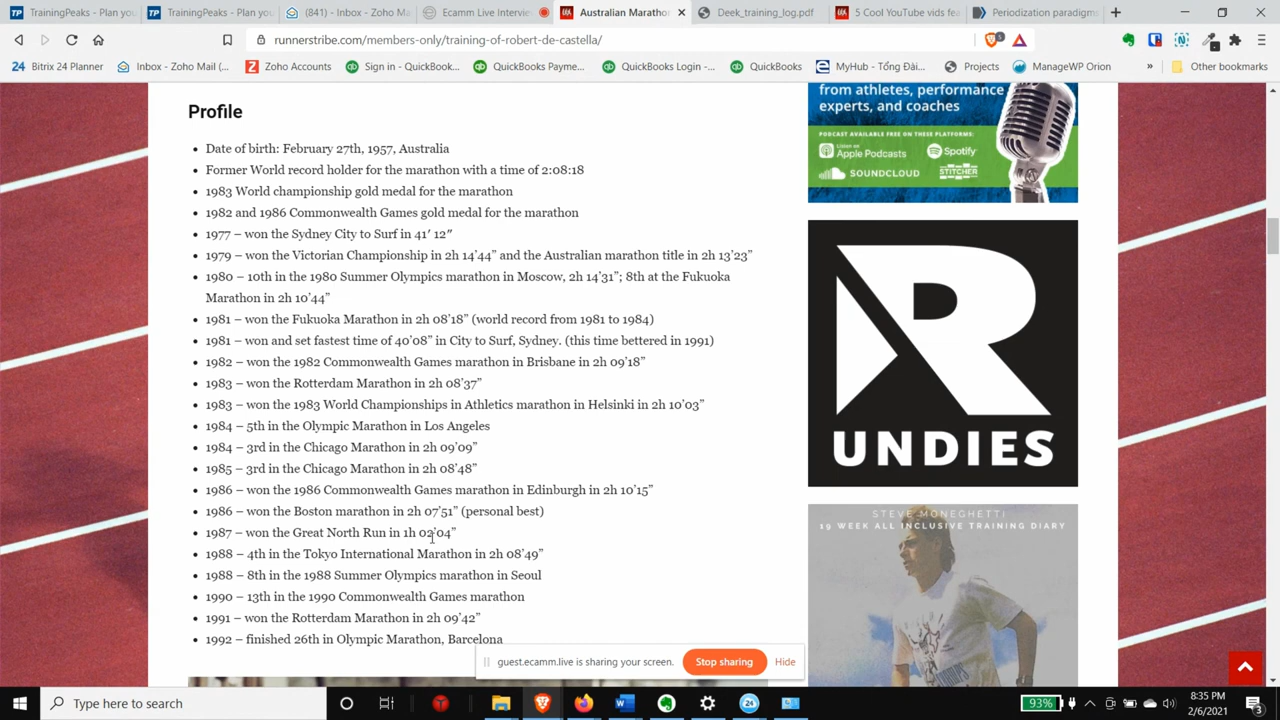 TrainingPeaks - Plan you
TrainingPeaks - Plan you
(841) - Inbox - Zoho Ma
Ecamm Live Intervie
Australian Marathon
Deek_training_log.pdf
5 Cool YouTube vids fea
Periodization paradigms
runnerstribe.com/members-only/training-of-robert-de-castella/
24 Bitrix 24 Planner
Inbox - Zoho Mail (...
Zoho Accounts
Sign in - QuickBook...
QuickBooks Payme...
QuickBooks Login -...
QuickBooks
MyHub - Tổng Đài...
Projects
ManageWP Orion
»
Other bookmarks
Profile
• Date of birth: February 27th, 1957, Australia
• Former World record holder for the marathon with a time of 2:08:18
• 1983 World championship gold medal for the marathon
• 1982 and 1986 Commonwealth Games gold medal for the marathon
• 1977 – won the Sydney City to Surf in 41′ 12″
• 1979 – won the Victorian Championship in 2h 14’44” and the Australian marathon title in 2h 13’23”
• 1980 – 10th in the 1980 Summer Olympics marathon in Moscow, 2h 14’31”; 8th at the Fukuoka
Marathon in 2h 10’44”
• 1981 – won the Fukuoka Marathon in 2h 08’18” (world record from 1981 to 1984)
• 1981 – won and set fastest time of 40’08” in City to Surf, Sydney. (this time bettered in 1991)
• 1982 – won the 1982 Commonwealth Games marathon in Brisbane in 2h 09’18”
• 1983 – won the Rotterdam Marathon in 2h 08’37”
• 1983 – won the 1983 World Championships in Athletics marathon in Helsinki in 2h 10’03”
• 1984 – 5th in the Olympic Marathon in Los Angeles
• 1984 – 3rd in the Chicago Marathon in 2h 09’09”
• 1985 – 3rd in the Chicago Marathon in 2h 08’48”
• 1986 – won the 1986 Commonwealth Games marathon in Edinburgh in 2h 10’15”
• 1986 – won the Boston marathon in 2h 07’51” (personal best)
• 1987 – won the Great North Run in 1h 02’04”
• 1988 – 4th in the Tokyo International Marathon in 2h 08’49”
• 1988 – 8th in the 1988 Summer Olympics marathon in Seoul
• 1990 – 13th in the 1990 Commonwealth Games marathon
• 1991 – won the Rotterdam Marathon in 2h 09’42”
• 1992 – finished 26th in Olympic Marathon, Barcelona
from athletes, performance
experts, and coaches
PODCAST AVAILABLE FREE ON THESE PLATFORMS:
Listen on
Apple Podcasts
Spotify
SOUNDCLOUD
STITCHER
R
UNDIES
STEVE MONEGHETTI
19 WEEK ALL INCLUSIVE TRAINING DIARY
guest.ecamm.live is sharing your screen.
Stop sharing
Hide
Type here to search
24
93%
8:35 PM
2/6/2021
3